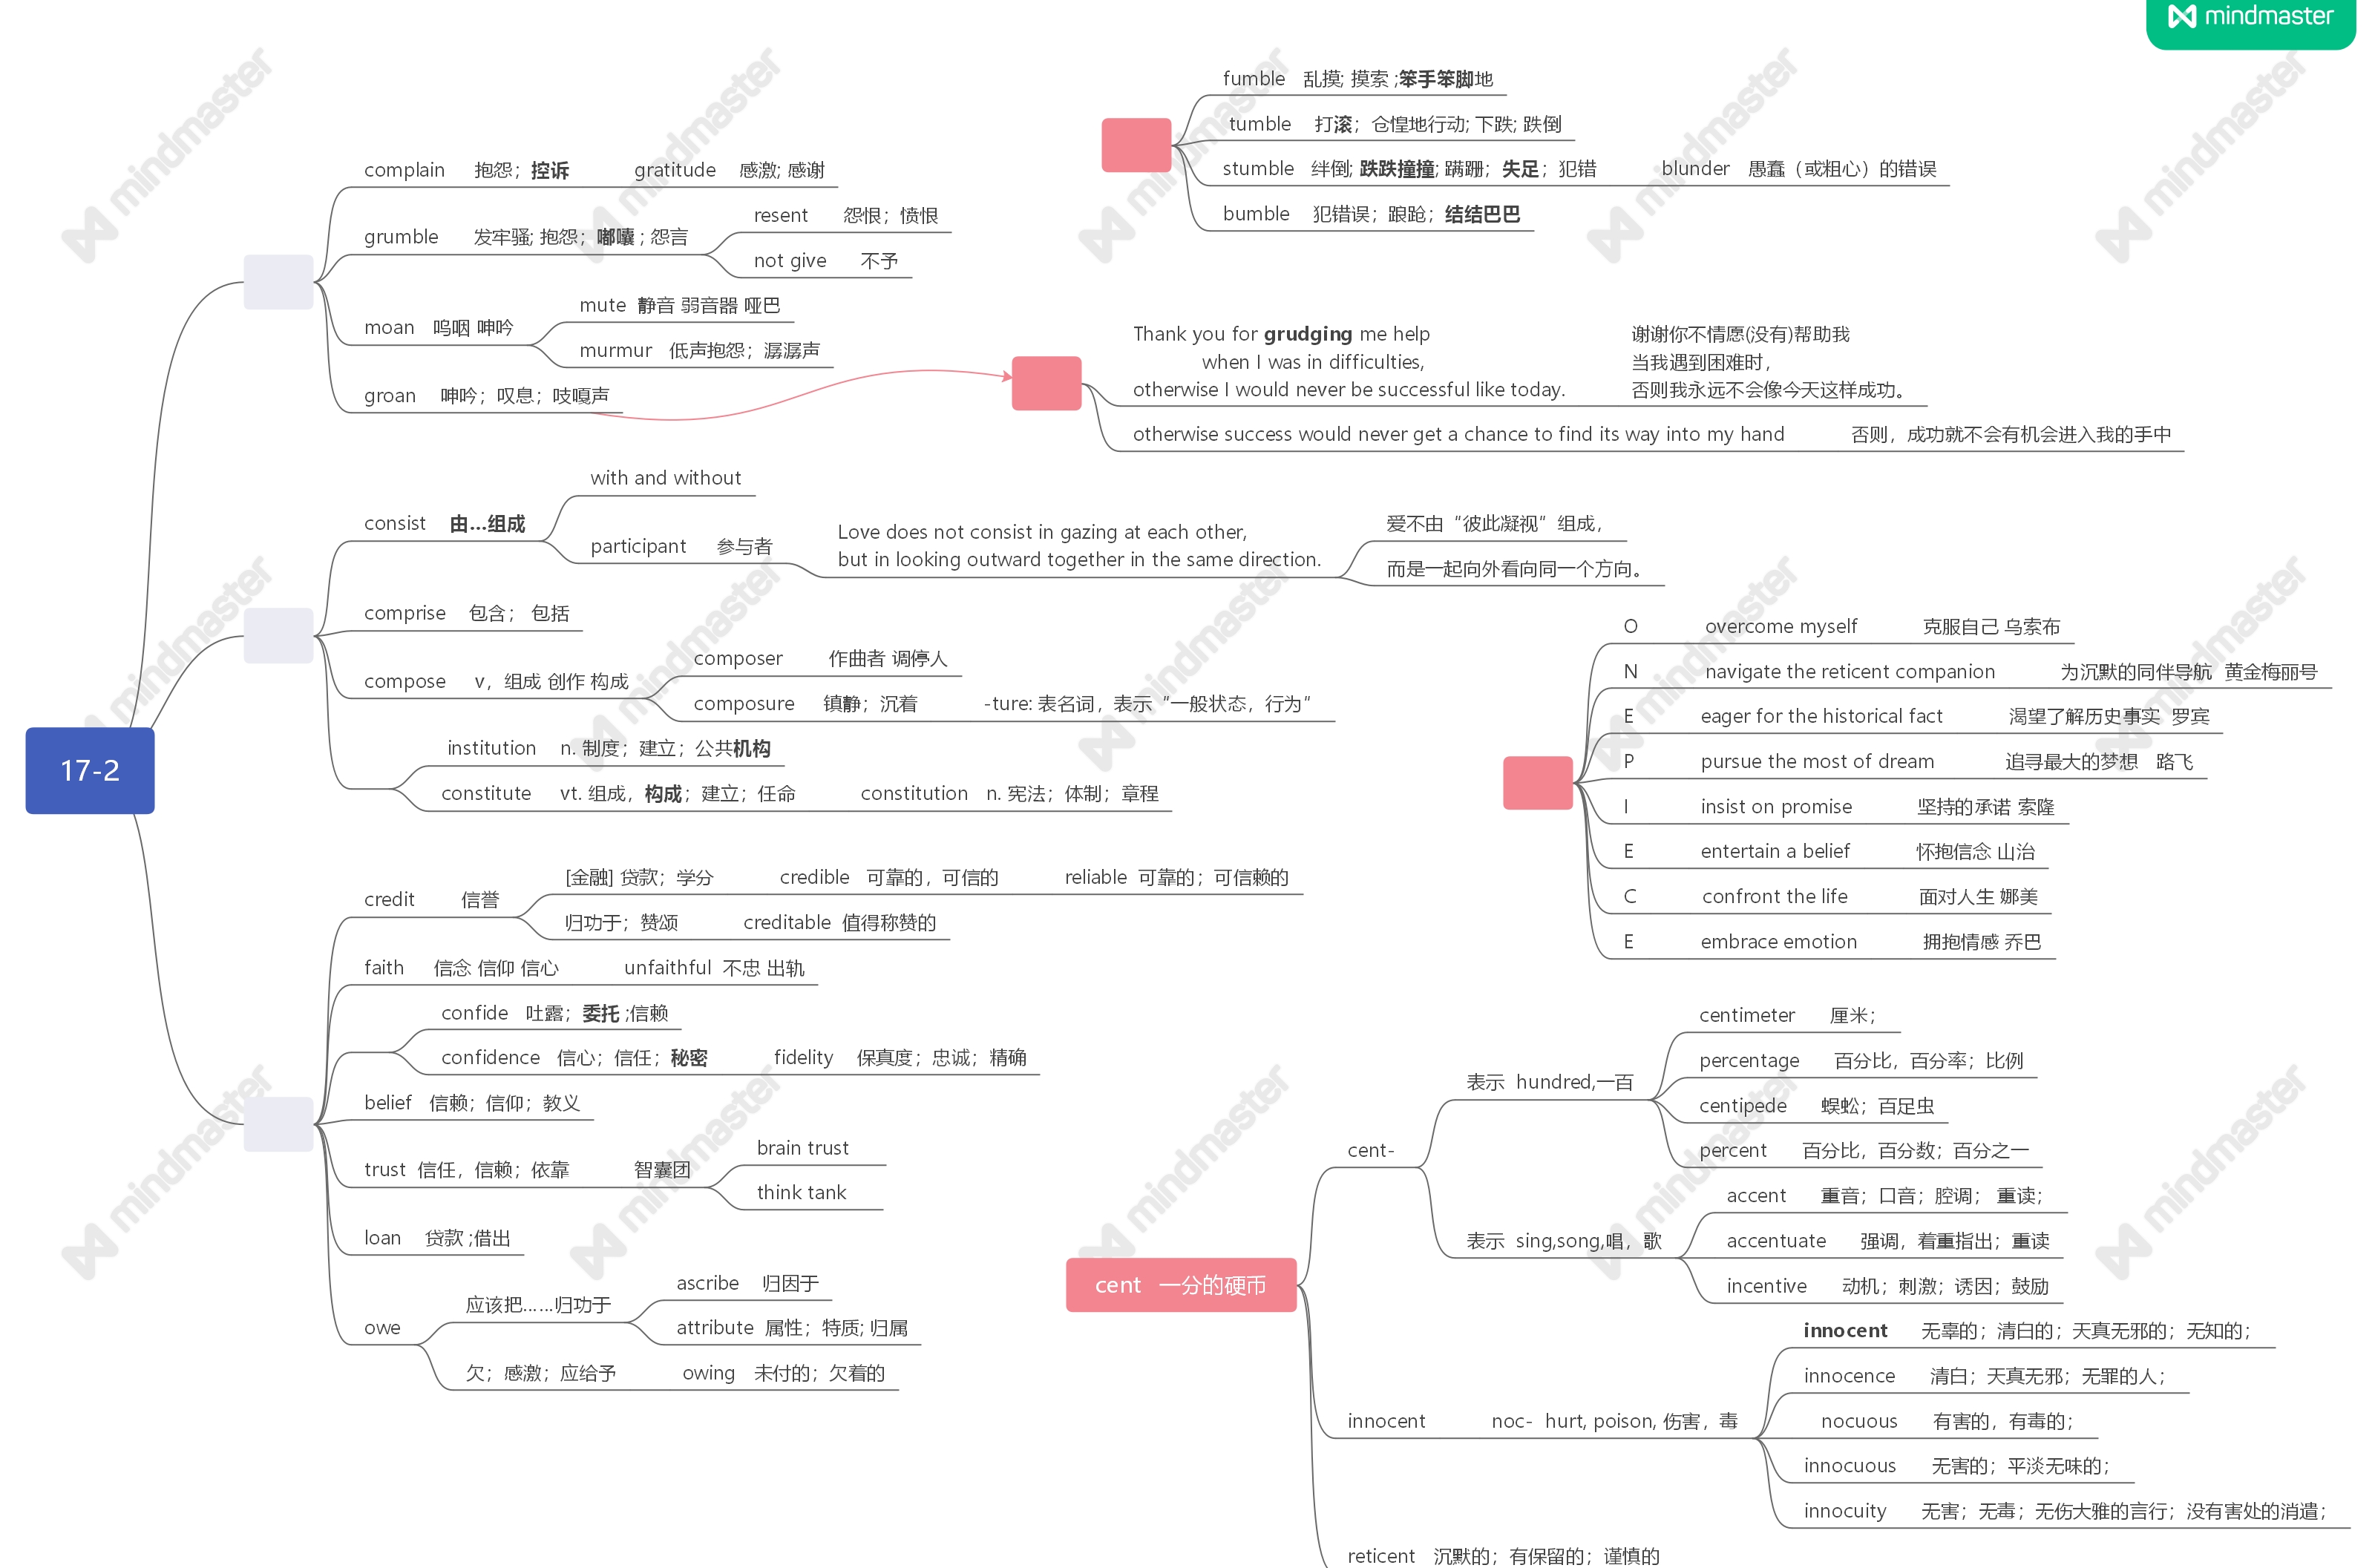 mindmaster
17-2
complain 抱怨；控诉 gratitude 感激; 感谢
grumble 发牢骚; 抱怨；嘟囔 ; 怨言
resent 怨恨；愤恨
not give 不予
moan 呜咽 呻吟
mute 静音 弱音器 哑巴
murmur 低声抱怨；潺潺声
groan 呻吟；叹息；吱嘎声
fumble 乱摸; 摸索 ;笨手笨脚地
tumble 打滚；仓惶地行动; 下跌; 跌倒
stumble 绊倒; 跌跌撞撞; 蹒跚；失足；犯错 blunder 愚蠢（或粗心）的错误
bumble 犯错误；踉跄；结结巴巴
Thank you for grudging me help 谢谢你不情愿(没有)帮助我
when I was in difficulties, 当我遇到困难时，
otherwise I would never be successful like today. 否则我永远不会像今天这样成功。
otherwise success would never get a chance to find its way into my hand 否则，成功就不会有机会进入我的手中
consist 由...组成
with and without
participant 参与者
Love does not consist in gazing at each other,
but in looking outward together in the same direction.
爱不由“彼此凝视”组成，
而是一起向外看向同一个方向。
comprise 包含； 包括
compose v，组成 创作 构成
composer 作曲者 调停人
composure 镇静；沉着 -ture: 表名词，表示“一般状态，行为”
institution n. 制度；建立；公共机构
constitute vt. 组成，构成；建立；任命 constitution n. 宪法；体制；章程
credit 信誉
[金融] 贷款；学分 credible 可靠的，可信的 reliable 可靠的；可信赖的
归功于；赞颂 creditable 值得称赞的
faith 信念 信仰 信心 unfaithful 不忠 出轨
confide 吐露；委托 ;信赖
confidence 信心；信任；秘密 fidelity 保真度；忠诚；精确
belief 信赖；信仰；教义
trust 信任，信赖；依靠 智囊团
brain trust
think tank
loan 贷款 ;借出
owe
应该把……归功于
ascribe 归因于
attribute 属性；特质; 归属
欠；感激；应给予 owing 未付的；欠着的
O overcome myself 克服自己 乌索布
N navigate the reticent companion 为沉默的同伴导航 黄金梅丽号
E eager for the historical fact 渴望了解历史事实 罗宾
P pursue the most of dream 追寻最大的梦想 路飞
I insist on promise 坚持的承诺 索隆
E entertain a belief 怀抱信念 山治
C confront the life 面对人生 娜美
E embrace emotion 拥抱情感 乔巴
cent 一分的硬币
cent-
表示 hundred,一百
centimeter 厘米；
percentage 百分比，百分率；比例
centipede 蜈蚣；百足虫
percent 百分比，百分数；百分之一
表示 sing,song,唱，歌
accent 重音；口音；腔调； 重读；
accentuate 强调，着重指出；重读
incentive 动机；刺激；诱因；鼓励
innocent noc- hurt, poison, 伤害，毒
innocent 无辜的；清白的；天真无邪的；无知的；
innocence 清白；天真无邪；无罪的人；
nocuous 有害的，有毒的；
innocuous 无害的；平淡无味的；
innocuity 无害；无毒；无伤大雅的言行；没有害处的消遣；
reticent 沉默的；有保留的；谨慎的